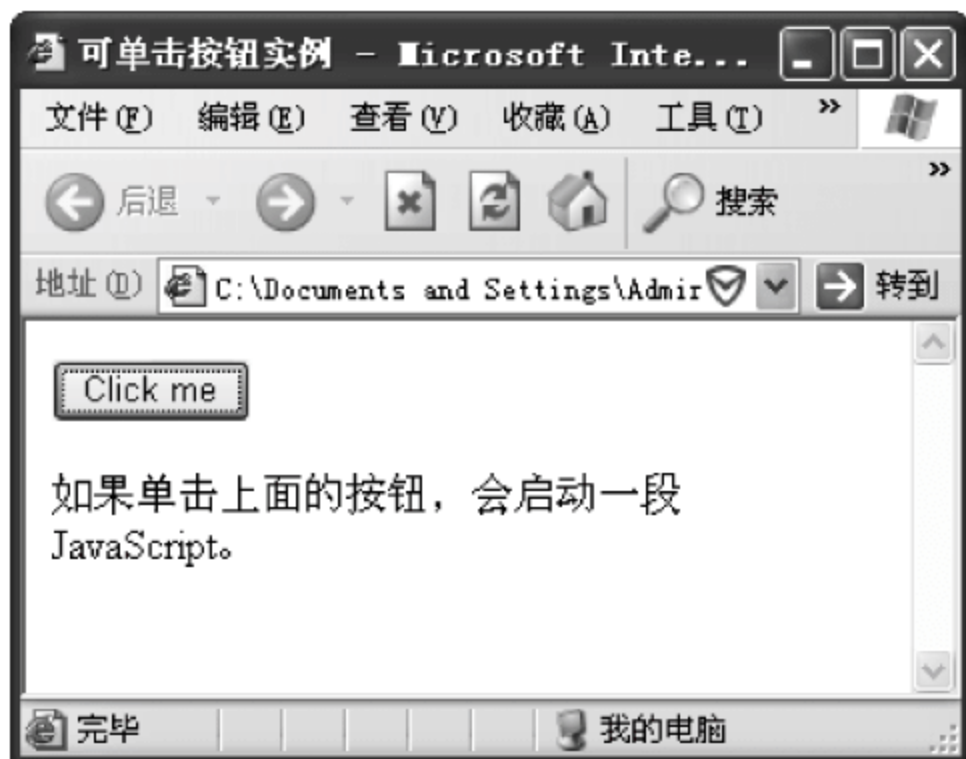 可单击按钮实例 - Microsoft Inte...
文件(F) 编辑(E) 查看(V) 收藏(A) 工具(T) »
后退 搜索 »
地址(D) C:\Documents and Settings\Admir 转到
Click me
如果单击上面的按钮，会启动一段
JavaScript。
完毕 我的电脑